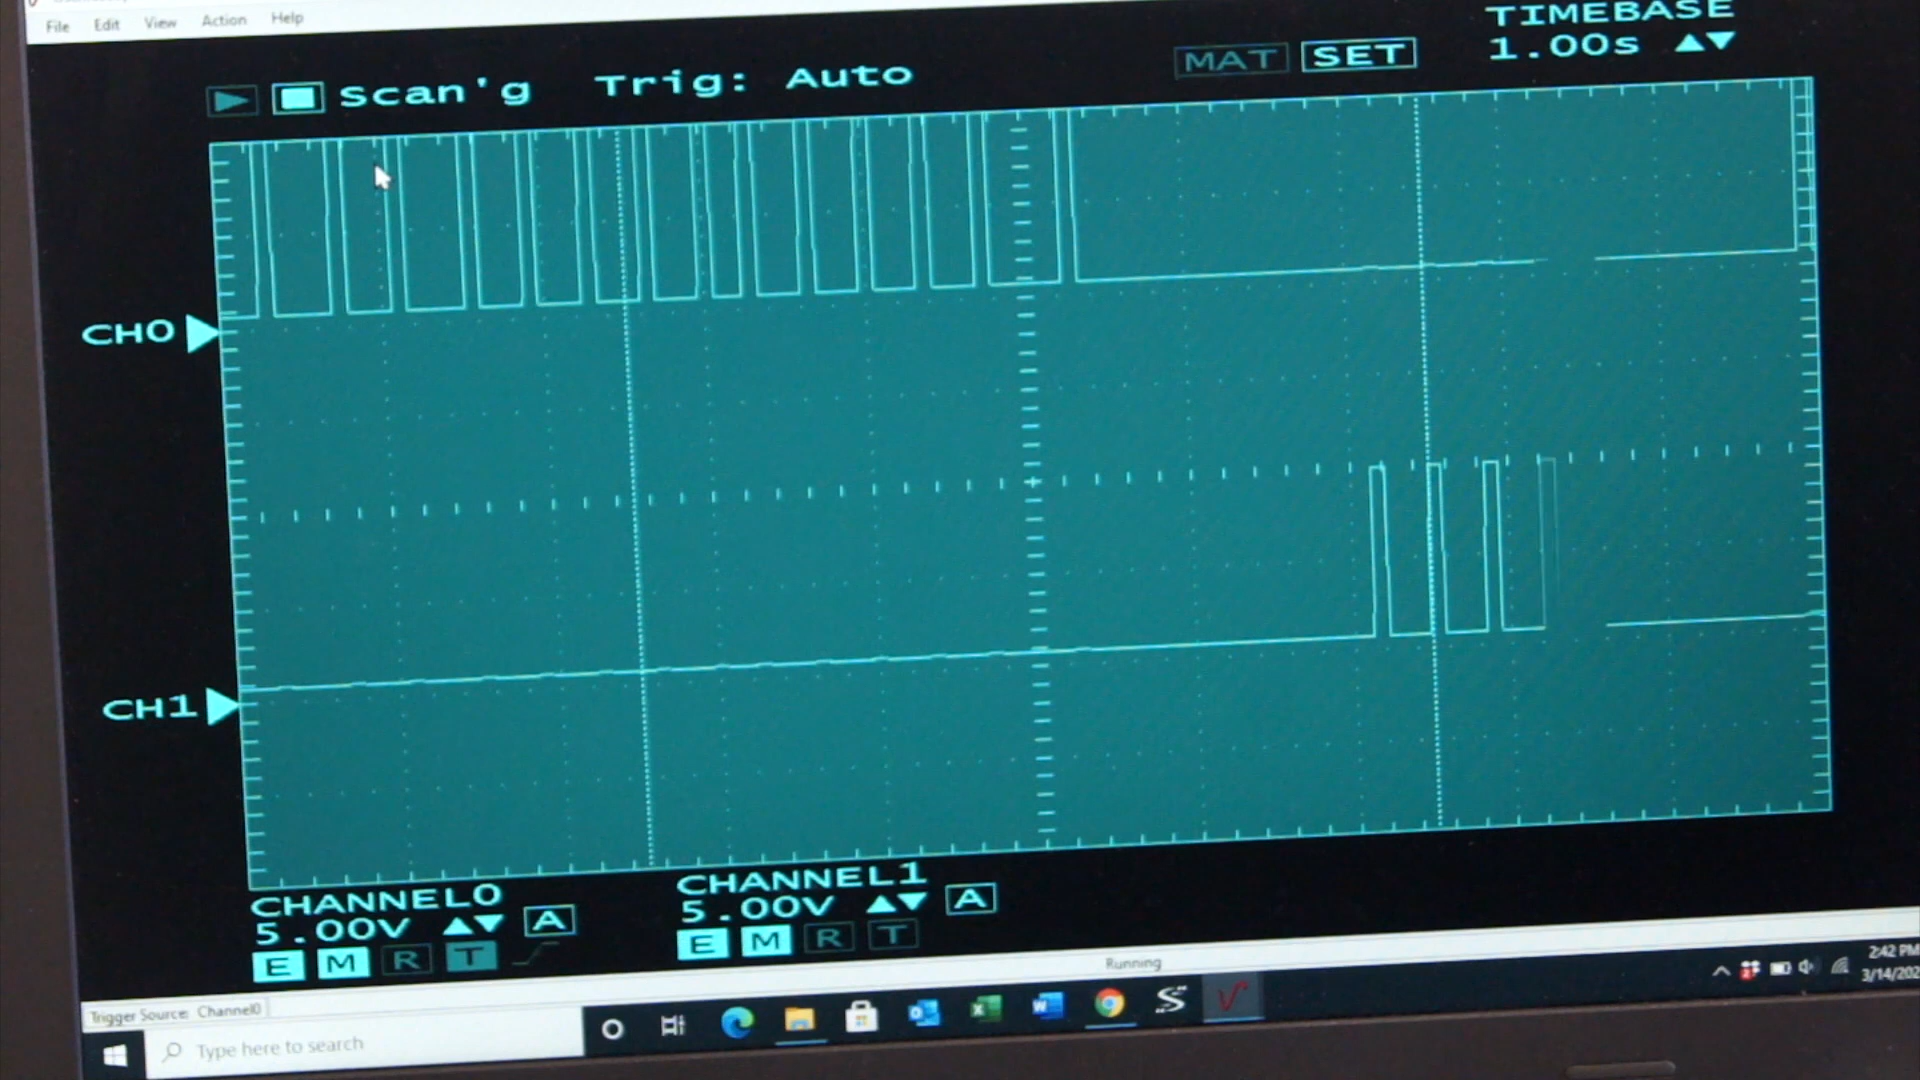 File Edit View Action Help
TIMEBASE
Scan'g Trig: Auto MAT SET 1.00s
CH0
CH1
CHANNEL0 CHANNEL1
5.00V A 5.00V A
E M R T E M R T
Running
2:42 PM
Trigger Source: Channel0
Type here to search